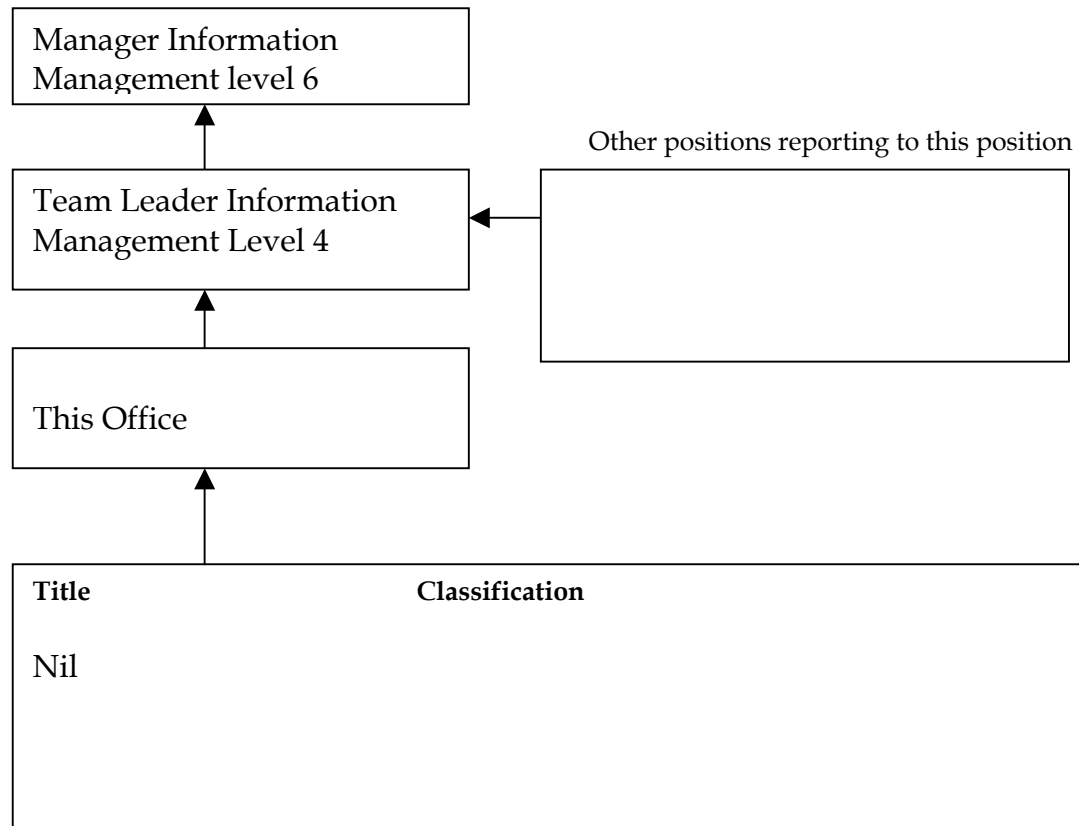 Manager Information
Management level 6
Other positions reporting to this position
Team Leader Information
Management Level 4
This Office
Title Classification
Nil